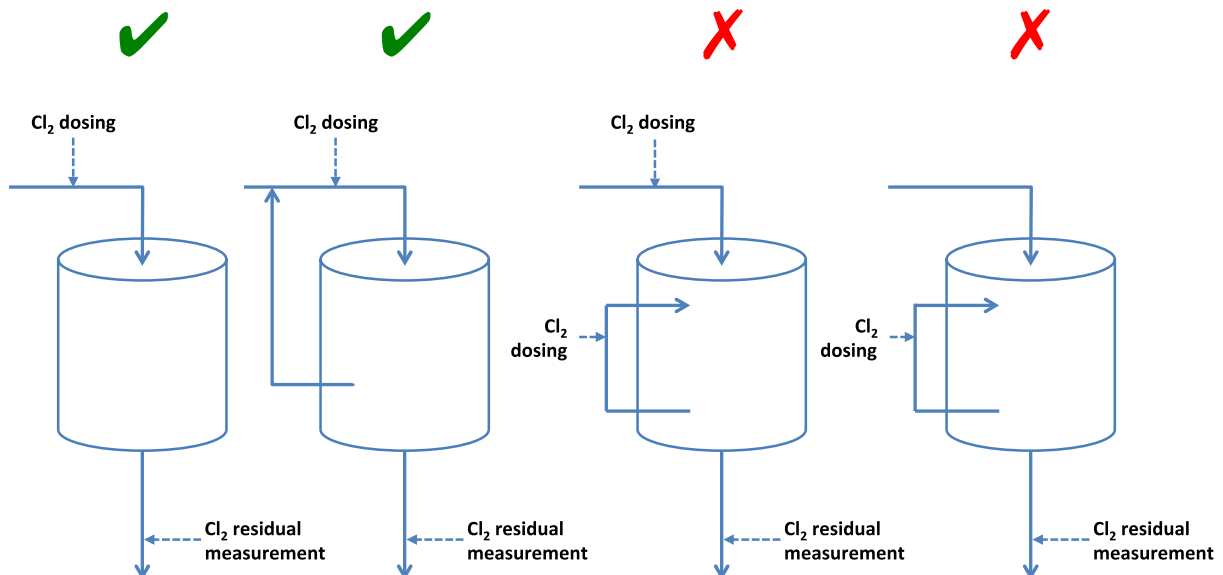 ✔
✔
✗
✗
Cl₂ dosing
Cl₂ dosing
Cl₂ dosing
Cl₂
dosing
Cl₂
dosing
Cl₂ residual
measurement
Cl₂ residual
measurement
Cl₂ residual
measurement
Cl₂ residual
measurement